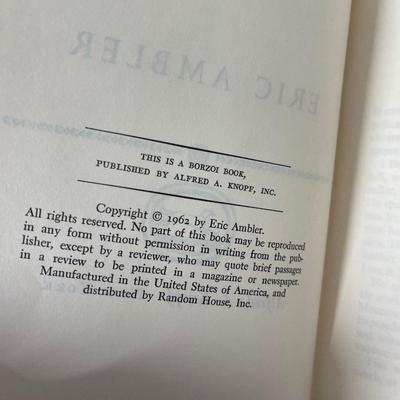 ERIC AMBLER
THIS IS A BORZOI BOOK,
PUBLISHED BY ALFRED A. KNOPF, INC.
Copyright © 1962 by Eric Ambler.
All rights reserved. No part of this book may be reproduced
in any form without permission in writing from the pub-
lisher, except by a reviewer, who may quote brief passages
in a review to be printed in a magazine or newspaper.
Manufactured in the United States of America, and
distributed by Random House, Inc.